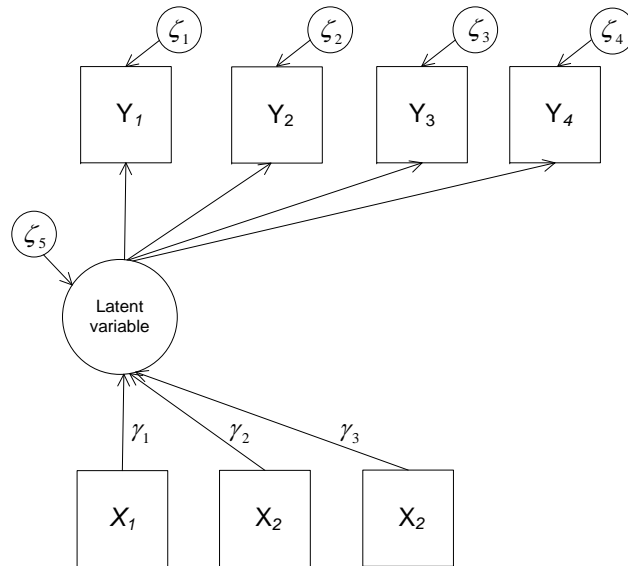 ζ₁ ζ₂ ζ₃ ζ₄
Y₁ Y₂ Y₃ Y₄
ζ₅
Latent
variable
γ₁ γ₂ γ₃
X₁ X₂ X₂